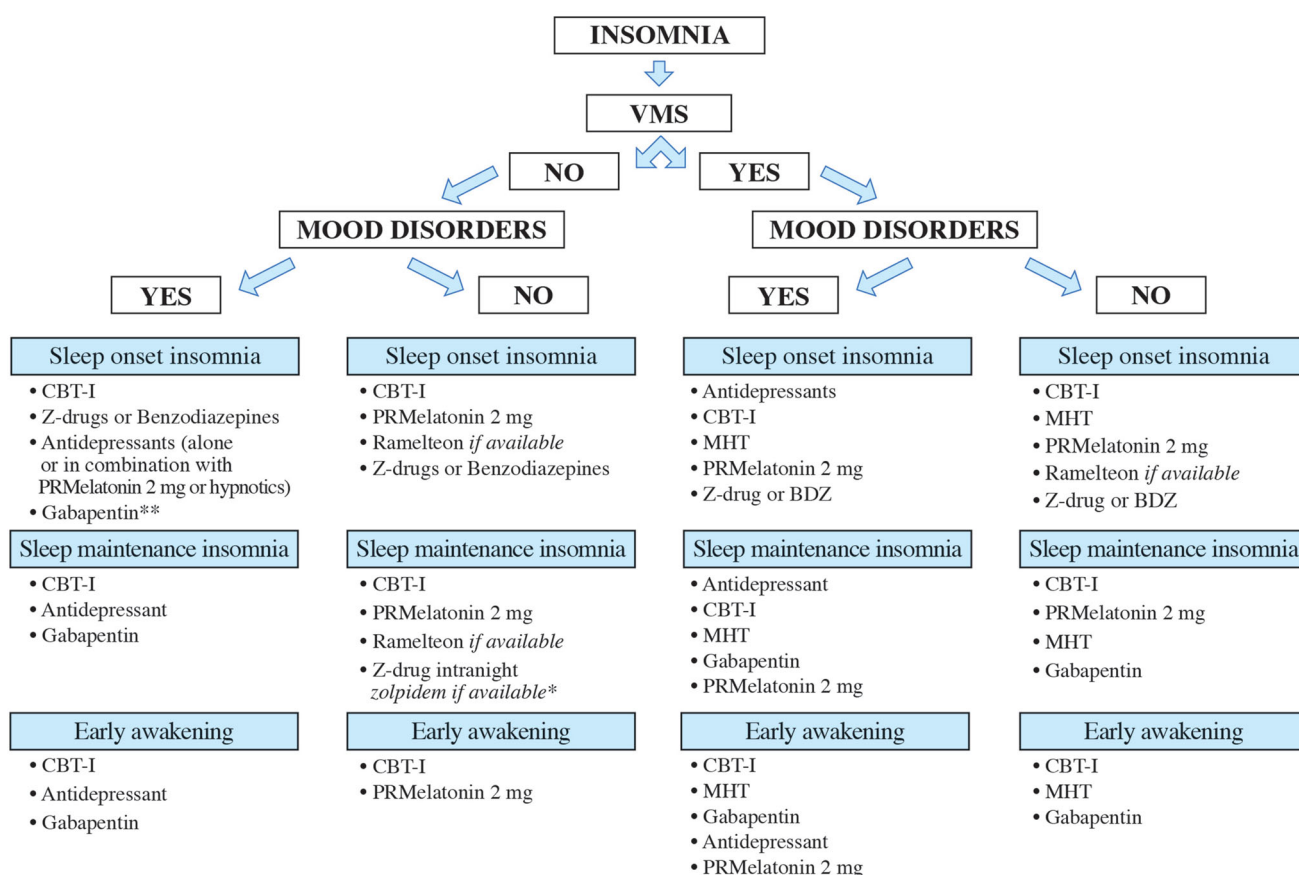 INSOMNIA
VMS
NO
YES
MOOD DISORDERS
MOOD DISORDERS
YES
NO
YES
NO
Sleep onset insomnia
• CBT-I
• Z-drugs or Benzodiazepines
• Antidepressants (alone
or in combination with
PRMelatonin 2 mg or hypnotics)
• Gabapentin**
Sleep maintenance insomnia
• CBT-I
• Antidepressant
• Gabapentin
Early awakening
• CBT-I
• Antidepressant
• Gabapentin
Sleep onset insomnia
• CBT-I
• PRMelatonin 2 mg
• Ramelteon if available
• Z-drugs or Benzodiazepines
Sleep maintenance insomnia
• CBT-I
• PRMelatonin 2 mg
• Ramelteon if available
• Z-drug intranight
zolpidem if available*
Early awakening
• CBT-I
• PRMelatonin 2 mg
Sleep onset insomnia
• Antidepressants
• CBT-I
• MHT
• PRMelatonin 2 mg
• Z-drug or BDZ
Sleep maintenance insomnia
• Antidepressant
• CBT-I
• MHT
• Gabapentin
• PRMelatonin 2 mg
Early awakening
• CBT-I
• MHT
• Gabapentin
• Antidepressant
• PRMelatonin 2 mg
Sleep onset insomnia
• CBT-I
• MHT
• PRMelatonin 2 mg
• Ramelteon if available
• Z-drug or BDZ
Sleep maintenance insomnia
• CBT-I
• PRMelatonin 2 mg
• MHT
• Gabapentin
Early awakening
• CBT-I
• MHT
• Gabapentin